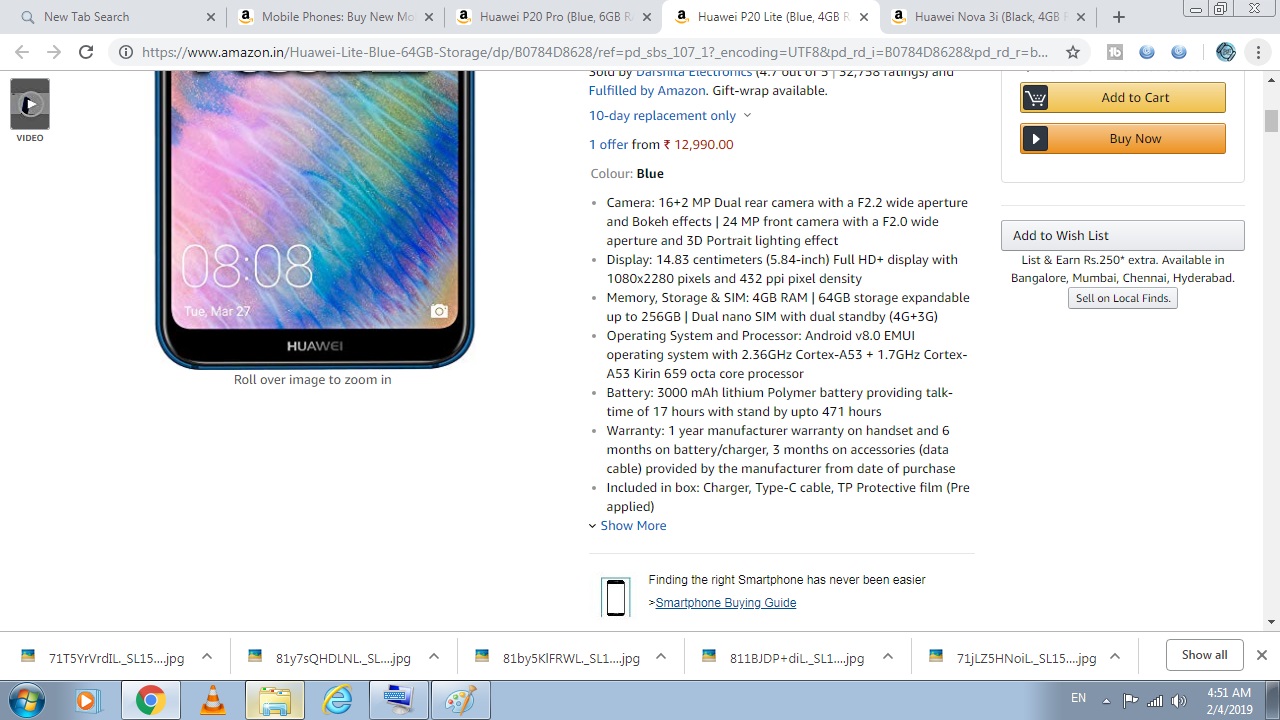 New Tab Search
Mobile Phones: Buy New Mo
Huawei P20 Pro (Blue, 6GB R
Huawei P20 Lite (Blue, 4GB R
Huawei Nova 3i (Black, 4GB F
https://www.amazon.in/Huawei-Lite-Blue-64GB-Storage/dp/B0784D8628/ref=pd_sbs_107_1?_encoding=UTF8&pd_rd_i=B0784D8628&pd_rd_r=b...
VIDEO
08:08
Tue, Mar 27
HUAWEI
Roll over image to zoom in
Sold by Darshita Electronics (4.7 out of 5 | 32,758 ratings) and
Fulfilled by Amazon. Gift-wrap available.
10-day replacement only
1 offer from ₹ 12,990.00
Colour: Blue
• Camera: 16+2 MP Dual rear camera with a F2.2 wide aperture
and Bokeh effects | 24 MP front camera with a F2.0 wide
aperture and 3D Portrait lighting effect
• Display: 14.83 centimeters (5.84-inch) Full HD+ display with
1080x2280 pixels and 432 ppi pixel density
• Memory, Storage & SIM: 4GB RAM | 64GB storage expandable
up to 256GB | Dual nano SIM with dual standby (4G+3G)
• Operating System and Processor: Android v8.0 EMUI
operating system with 2.36GHz Cortex-A53 + 1.7GHz Cortex-
A53 Kirin 659 octa core processor
• Battery: 3000 mAh lithium Polymer battery providing talk-
time of 17 hours with stand by upto 471 hours
• Warranty: 1 year manufacturer warranty on handset and 6
months on battery/charger, 3 months on accessories (data
cable) provided by the manufacturer from date of purchase
• Included in box: Charger, Type-C cable, TP Protective film (Pre
applied)
Show More
Finding the right Smartphone has never been easier
>Smartphone Buying Guide
Add to Cart
Buy Now
Add to Wish List
List & Earn Rs.250* extra. Available in
Bangalore, Mumbai, Chennai, Hyderabad.
Sell on Local Finds.
71T5YrVrdIL._SL15....jpg
81y7sQHDLNL._SL....jpg
81by5KlFRWL._SL1....jpg
811BJDP+diL._SL1....jpg
71jLZ5HNoiL._SL15....jpg
Show all
EN
4:51 AM
2/4/2019